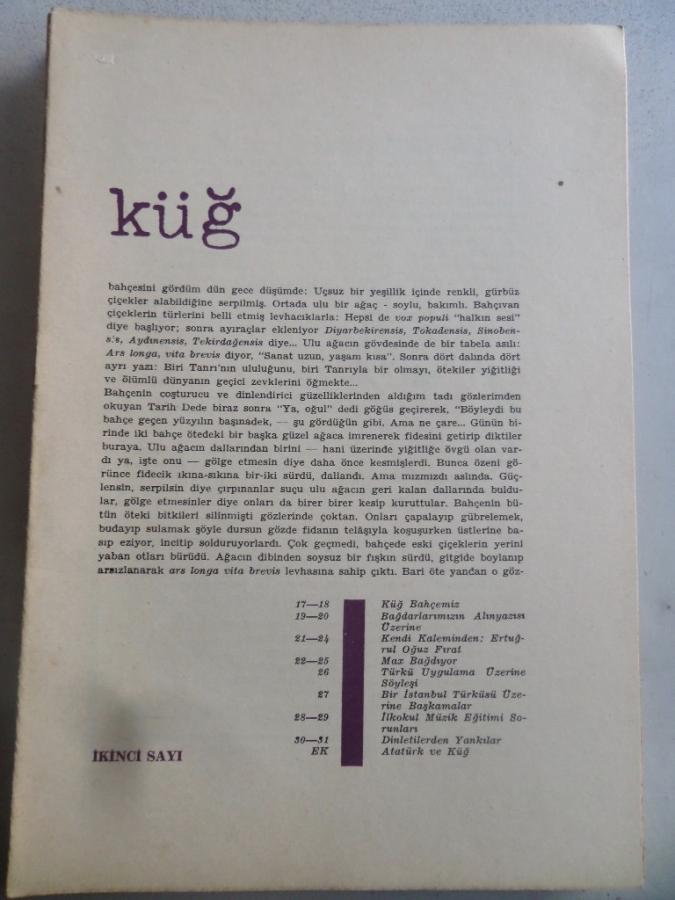 küğ
bahçesini gördüm dün gece düşümde: Uçsuz bir yeşillik içinde renkli, gürbüz
çiçekler alabildiğine serpilmiş. Ortada ulu bir ağaç - soylu, bakımlı. Bahçıvan
çiçeklerin türlerini belli etmiş levhacıklarla: Hepsi de vox populi "halkın sesi"
diye başlıyor; sonra ayıraçlar ekleniyor Diyarbekirensis, Tokadensis, Sinoben-
sis, Aydınensis, Tekirdağensis diye... Ulu ağacın gövdesinde de bir tabela asılı:
Ars longa, vita brevis diyor, "Sanat uzun, yaşam kısa". Sonra dört dalında dört
ayrı yazı: Biri Tanrı'nın ululuğunu, biri Tanrıyla bir olmayı, ötekiler yiğitliği
ve ölümlü dünyanın geçici zevklerini öğmekte...
Bahçenin coşturucu ve dinlendirici güzelliklerinden aldığım tadı gözlerimden
okuyan Tarih Dede biraz sonra "Ya, oğul" dedi göğüs geçirerek, "Böyleydi bu
bahçe geçen yüzyılın başınadek, — şu gördüğün gibi. Ama ne çare... Günün bi-
rinde iki bahçe ötedeki bir başka güzel ağaca imrenerek fidesini getirip diktiler
buraya. Ulu ağacın dallarından birini — hani üzerinde yiğitliğe övgü olan var-
dı ya, işte onu — gölge etmesin diye daha önce kesmişlerdi. Bunca özeni gö-
rünce fidecik ıkına-sıkına bir-iki sürdü, dallandı. Ama mızmızdı aslında. Güç-
lensin, serpilsin diye çırpınanlar suçu ulu ağacın geri kalan dallarında buldu-
lar, gölge etmesinler diye onları da birer birer kesip kuruttular. Bahçenin bü-
tün öteki bitkileri silinmişti gözlerinde çoktan. Onları çapalayıp gübrelemek,
budayıp sulamak şöyle dursun gözde fidanın telâşıyla koşuşurken üstlerine ba-
sıp eziyor, incitip solduruyorlardı. Çok geçmedi, bahçede eski çiçeklerin yerini
yaban otları bürüdü. Ağacın dibinden soysuz bir fışkın sürdü, gitgide boylanıp
arsızlanarak ars longa vita brevis levhasına sahip çıktı. Bari öte yandan o göz-
17—18 Küğ Bahçemiz
19—20 Bağdarlarımızın Alınyazısı
Üzerine
21—24 Kendi Kaleminden: Ertuğ-
rul Oğuz Fırat
22—25 Max Bağdıyor
26 Türkü Uygulama Üzerine
Söyleşi
27 Bir İstanbul Türküsü Üze-
rine Başkamalar
28—29 İlkokul Müzik Eğitimi So-
runları
30—31 Dinletilerden Yankılar
EK Atatürk ve Küğ
İKİNCİ SAYI